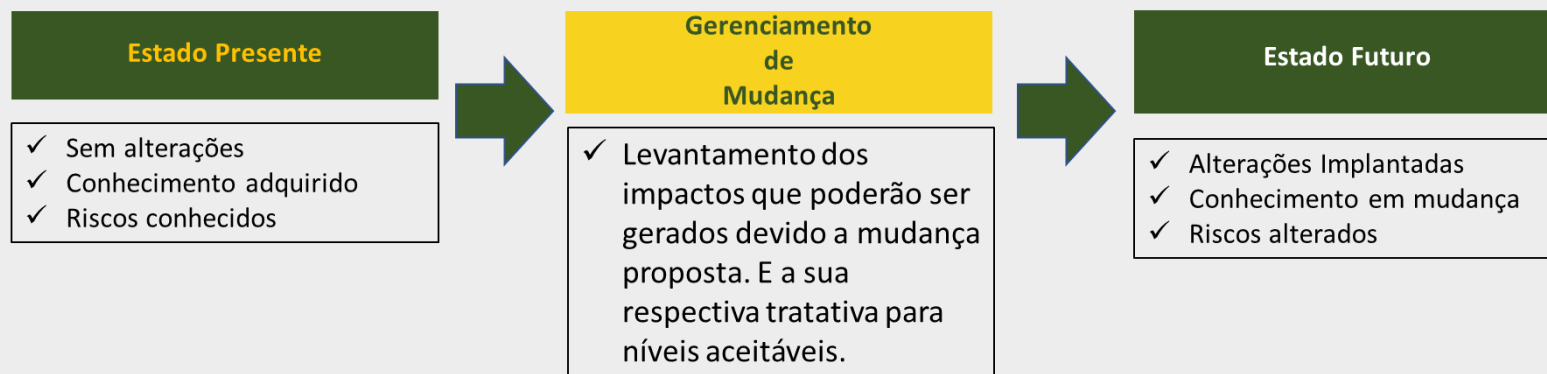 Estado Presente
✓ Sem alterações
✓ Conhecimento adquirido
✓ Riscos conhecidos
Gerenciamento
de
Mudança
✓ Levantamento dos
impactos que poderão ser
gerados devido a mudança
proposta. E a sua
respectiva tratativa para
níveis aceitáveis.
Estado Futuro
✓ Alterações Implantadas
✓ Conhecimento em mudança
✓ Riscos alterados